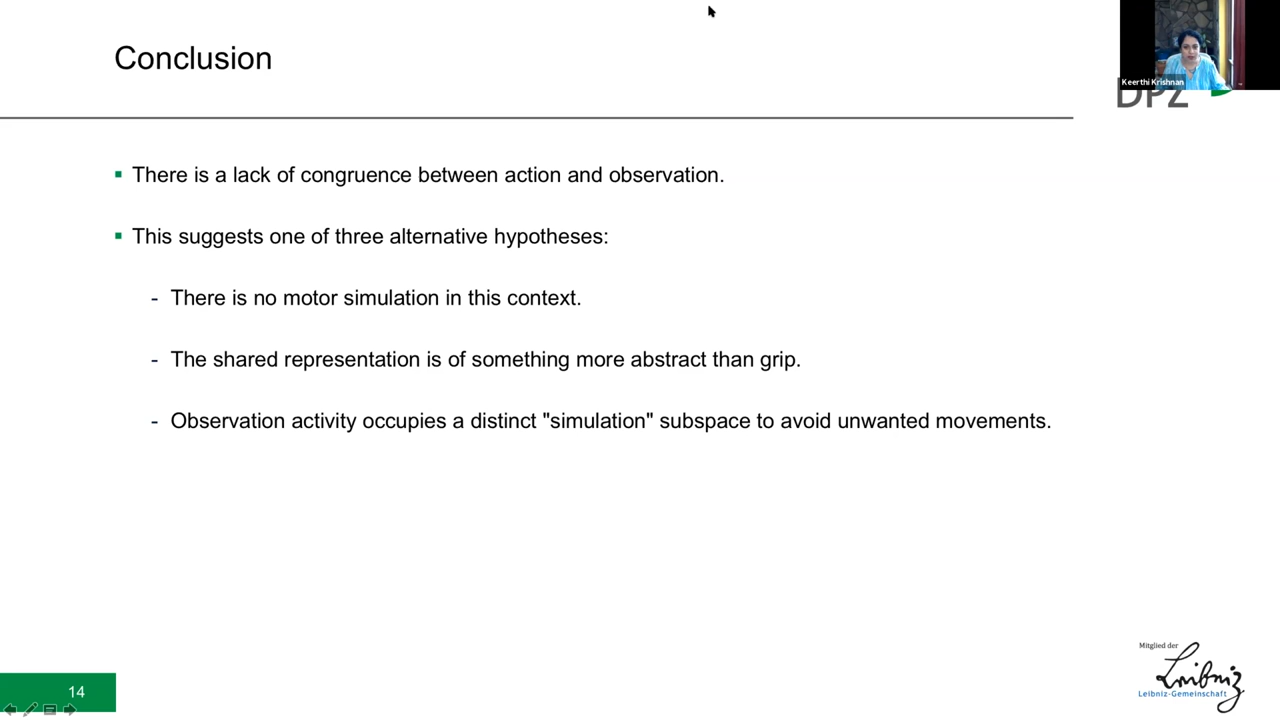 Conclusion
Keerthi Krishnan
DPZ
There is a lack of congruence between action and observation.
This suggests one of three alternative hypotheses:
- There is no motor simulation in this context.
- The shared representation is of something more abstract than grip.
- Observation activity occupies a distinct "simulation" subspace to avoid unwanted movements.
Mitglied der
Leibniz
Leibniz-Gemeinschaft
14